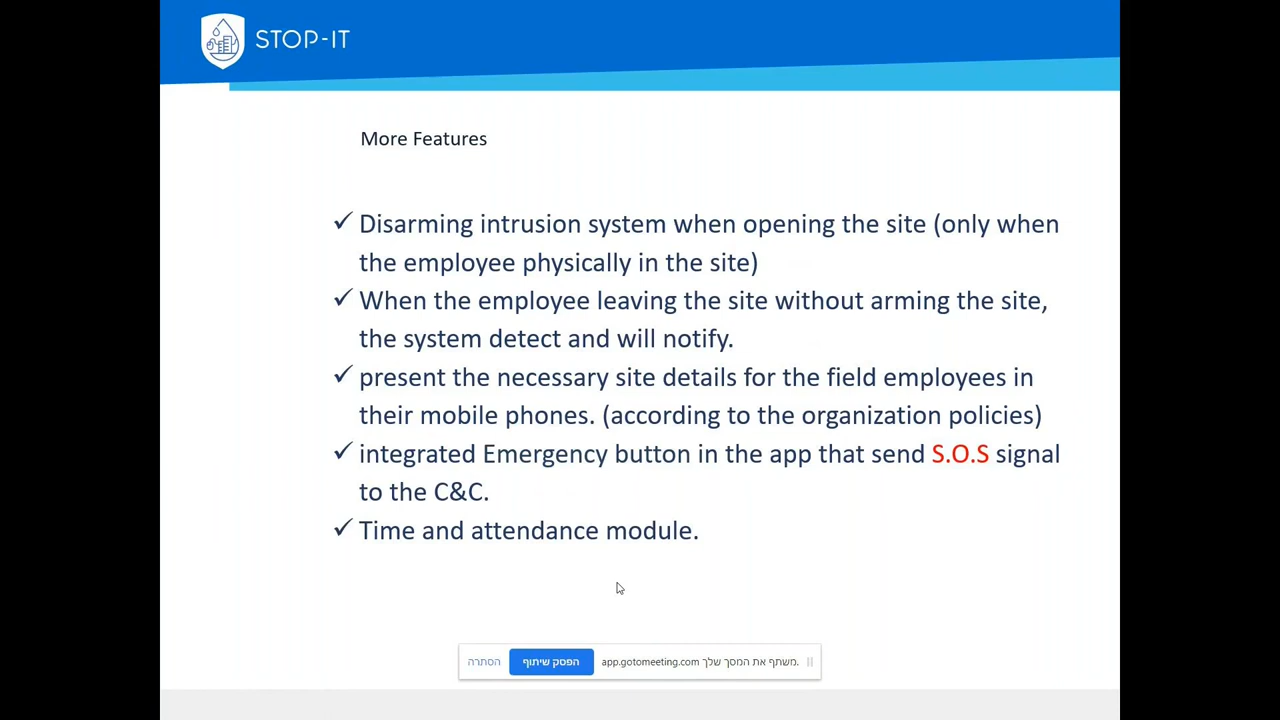 STOP-IT
More Features
✓ Disarming intrusion system when opening the site (only when
the employee physically in the site)
✓ When the employee leaving the site without arming the site,
the system detect and will notify.
✓ present the necessary site details for the field employees in
their mobile phones. (according to the organization policies)
✓ integrated Emergency button in the app that send S.O.S signal
to the C&C.
✓ Time and attendance module.
הסתרה הפסק שיתוף app.gotomeeting.com משתף את המסך שלך.